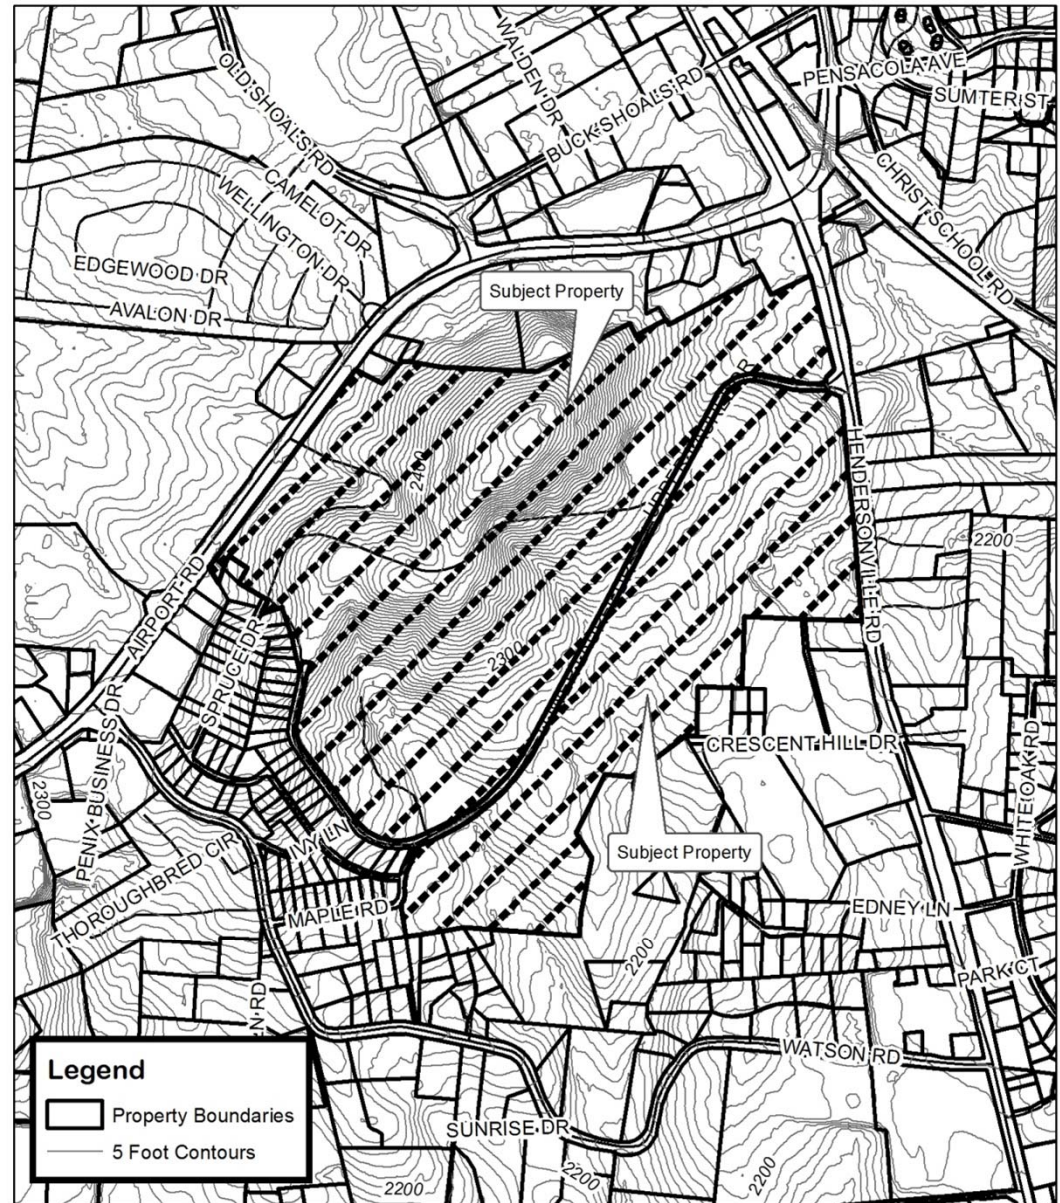 OLD SHOALS RD
WALDEN DR
BUCK SHOALS RD
PENSACOLA AVE
SUMTER ST
CHRIST SCHOOL RD
CAMELOT DR
WELLINGTON DR
EDGEWOOD DR
AVALON DR
Subject Property
2400
HENDERSONVILLE RD
2200
AIRPORT RD
SPRUCE DR
2300
CRESCENT HILL DR
WHITE OAK RD
2300
PENIX BUSINESS DR
THOROUGHBRED CIR
IVY LN
Subject Property
MAPLE RD
EDNEY LN
2200
PARK CT
WATSON RD
SUNRISE DR
2200
2200
2200
Legend
Property Boundaries
5 Foot Contours